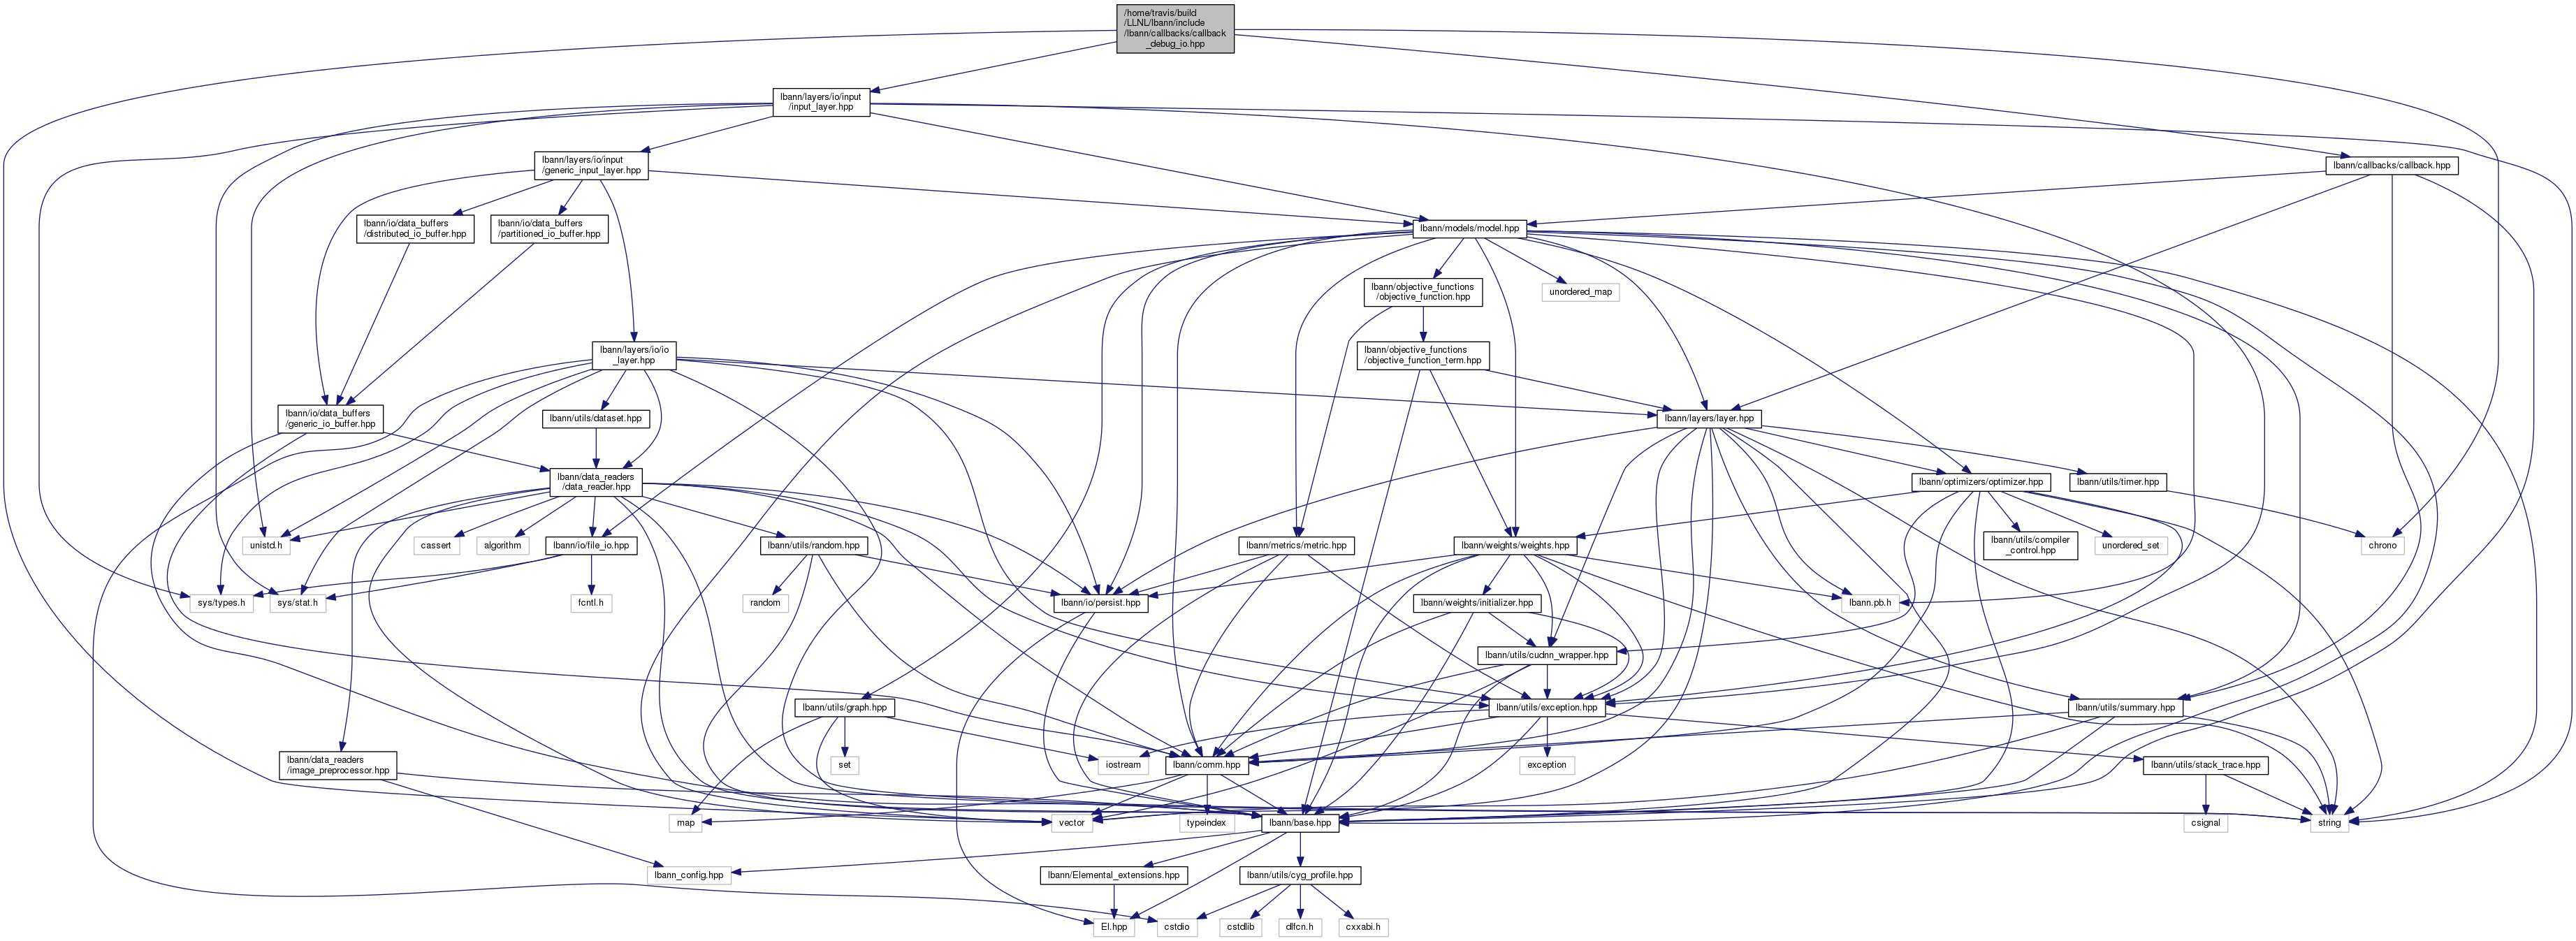 /home/travis/build
/LLNL/lbann/include
/lbann/callbacks/callback
_debug_io.hpp
lbann/layers/io/input
/input_layer.hpp
lbann/layers/io/input
/generic_input_layer.hpp
lbann/callbacks/callback.hpp
lbann/io/data_buffers
/distributed_io_buffer.hpp
lbann/io/data_buffers
/partitioned_io_buffer.hpp
lbann/models/model.hpp
lbann/objective_functions
/objective_function.hpp
unordered_map
lbann/layers/io/io
_layer.hpp
lbann/objective_functions
/objective_function_term.hpp
lbann/io/data_buffers
/generic_io_buffer.hpp
lbann/utils/dataset.hpp
lbann/layers/layer.hpp
lbann/data_readers
/data_reader.hpp
lbann/optimizers/optimizer.hpp
lbann/utils/timer.hpp
unistd.h
cassert
algorithm
lbann/io/file_io.hpp
lbann/utils/random.hpp
lbann/metrics/metric.hpp
lbann/weights/weights.hpp
lbann/utils/compiler
_control.hpp
unordered_set
chrono
sys/types.h
sys/stat.h
fcntl.h
random
lbann/io/persist.hpp
lbann/weights/initializer.hpp
lbann.pb.h
lbann/utils/cudnn_wrapper.hpp
lbann/utils/graph.hpp
lbann/utils/exception.hpp
lbann/utils/summary.hpp
lbann/data_readers
/image_preprocessor.hpp
set
iostream
lbann/comm.hpp
exception
lbann/utils/stack_trace.hpp
map
vector
typeindex
lbann/base.hpp
csignal
string
lbann_config.hpp
lbann/Elemental_extensions.hpp
lbann/utils/cyg_profile.hpp
El.hpp
cstdio
cstdlib
dlfcn.h
cxxabi.h